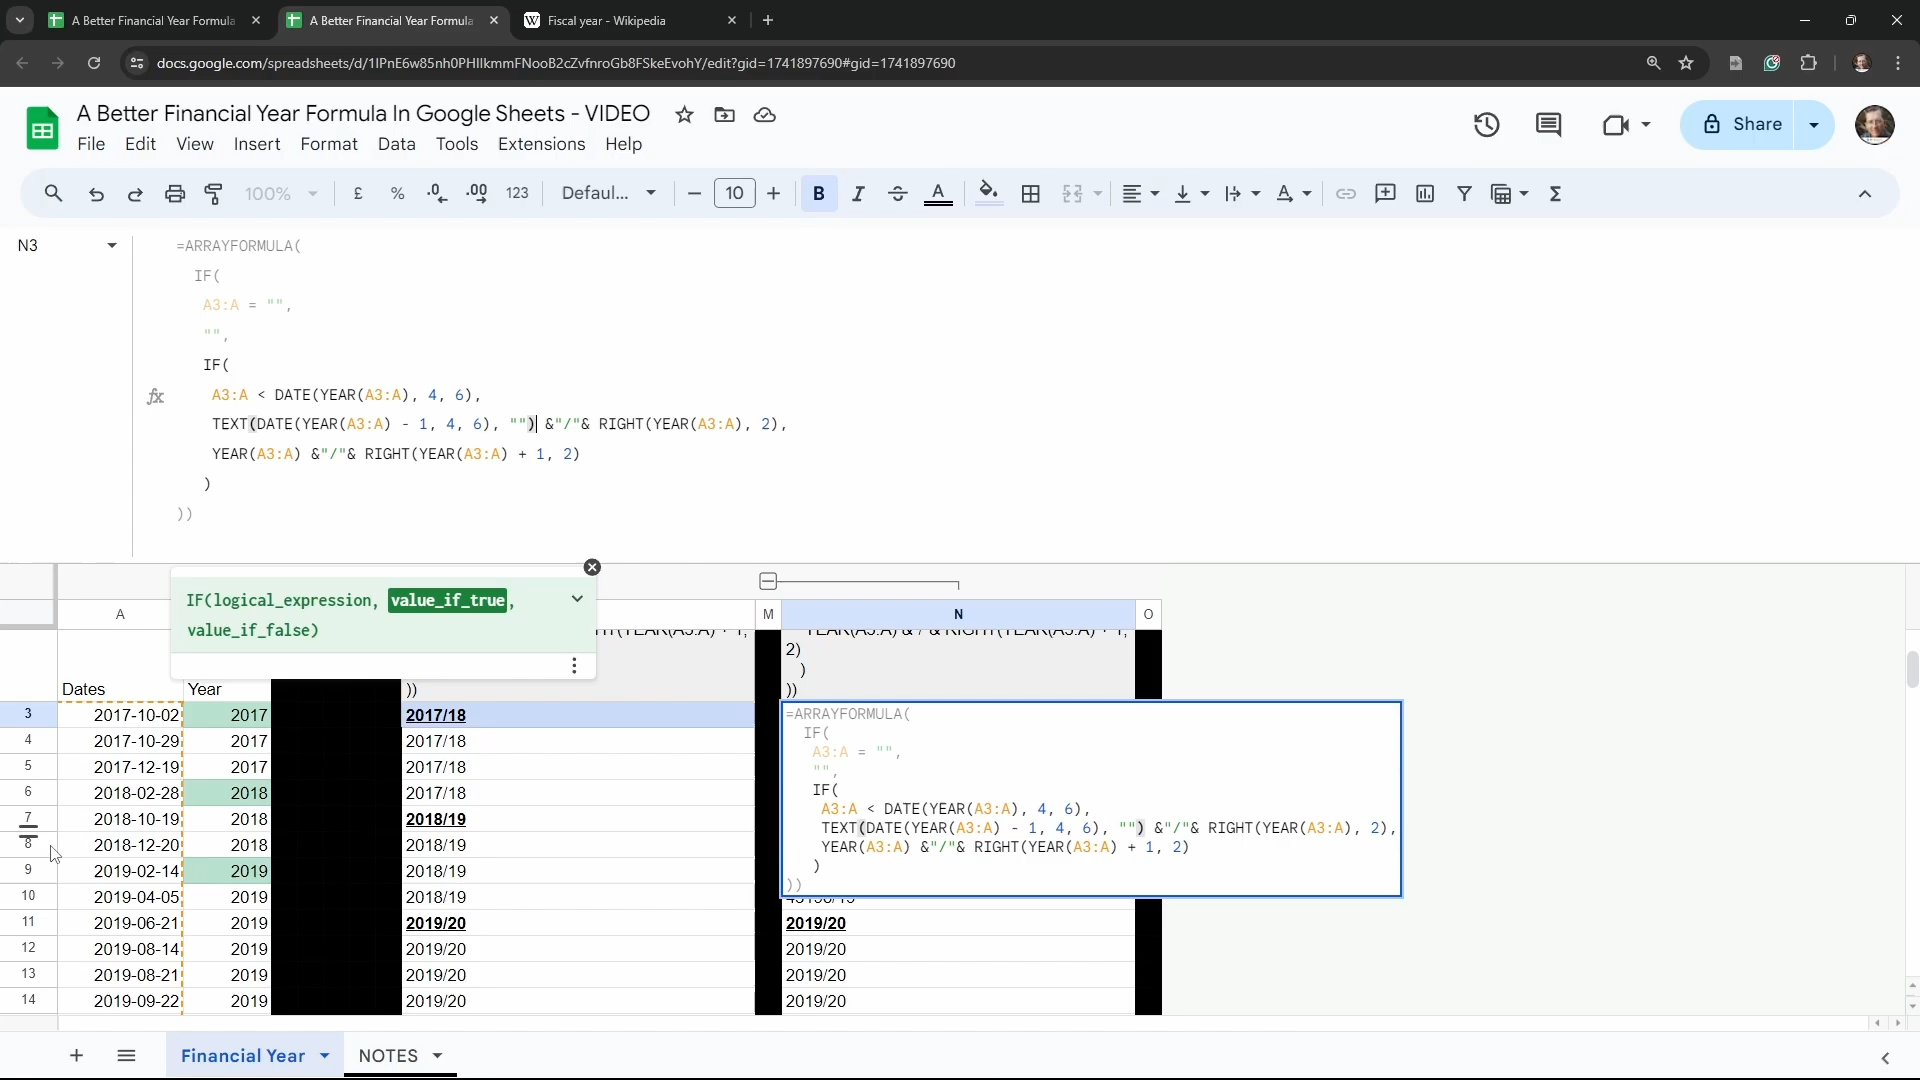 A Better Financial Year Formula
A Better Financial Year Formula
Fiscal year - Wikipedia
docs.google.com/spreadsheets/d/1IPnE6w85nh0PHIlkmmFNooB2cZvfnroGb8FSkeEvohY/edit?gid=1741897690#gid=1741897690
A Better Financial Year Formula In Google Sheets - VIDEO
File Edit View Insert Format Data Tools Extensions Help
Share
100% £ % .0 .00 123 Defaul... 10 B I A
N3
=ARRAYFORMULA(
IF(
A3:A = "",
"",
IF(
A3:A < DATE(YEAR(A3:A), 4, 6),
TEXT(DATE(YEAR(A3:A) - 1, 4, 6), "") &"/"& RIGHT(YEAR(A3:A), 2),
YEAR(A3:A) &"/"& RIGHT(YEAR(A3:A) + 1, 2)
)
))
IF(logical_expression, value_if_true,
value_if_false)
A M N O
2)
)
Dates Year )) ))
3 2017-10-02 2017 2017/18
4 2017-10-29 2017 2017/18
5 2017-12-19 2017 2017/18
6 2018-02-28 2018 2017/18
7 2018-10-19 2018 2018/19
8 2018-12-20 2018 2018/19
9 2019-02-14 2019 2018/19
10 2019-04-05 2019 2018/19
11 2019-06-21 2019 2019/20 2019/20
12 2019-08-14 2019 2019/20 2019/20
13 2019-08-21 2019 2019/20 2019/20
14 2019-09-22 2019 2019/20 2019/20
=ARRAYFORMULA(
IF(
A3:A = "",
"",
IF(
A3:A < DATE(YEAR(A3:A), 4, 6),
TEXT(DATE(YEAR(A3:A) - 1, 4, 6), "") &"/"& RIGHT(YEAR(A3:A), 2),
YEAR(A3:A) &"/"& RIGHT(YEAR(A3:A) + 1, 2)
)
))
Financial Year NOTES